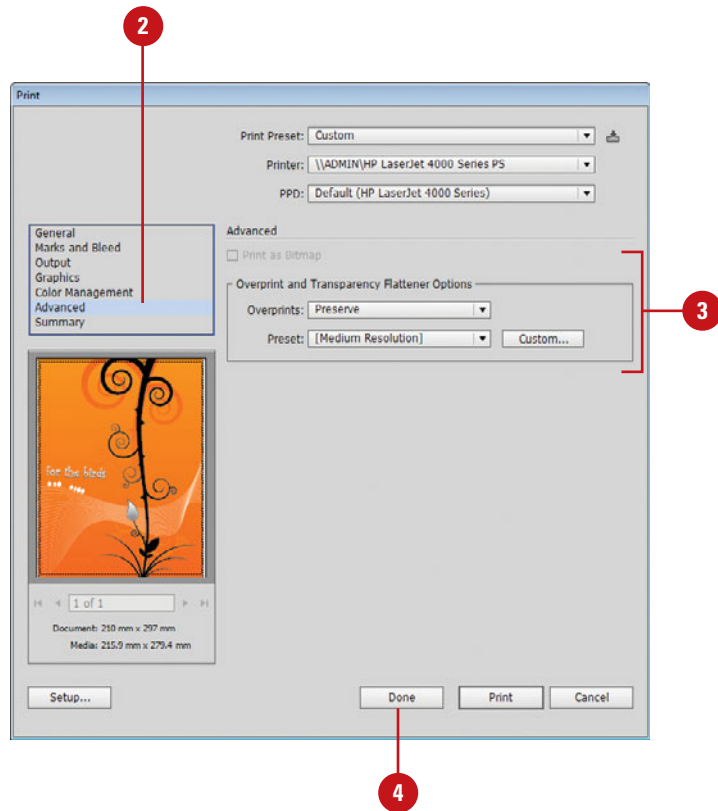 2
Print
Print Preset: Custom
Printer: \\ADMIN\HP LaserJet 4000 Series PS
PPD: Default (HP LaserJet 4000 Series)
General
Marks and Bleed
Output
Graphics
Color Management
Advanced
Summary
Advanced
Print as Bitmap
Overprint and Transparency Flattener Options
Overprints: Preserve
Preset: [Medium Resolution] Custom...
3
for the birds
1 of 1
Document: 210 mm x 297 mm
Media: 215.9 mm x 279.4 mm
Setup... Done Print Cancel
4